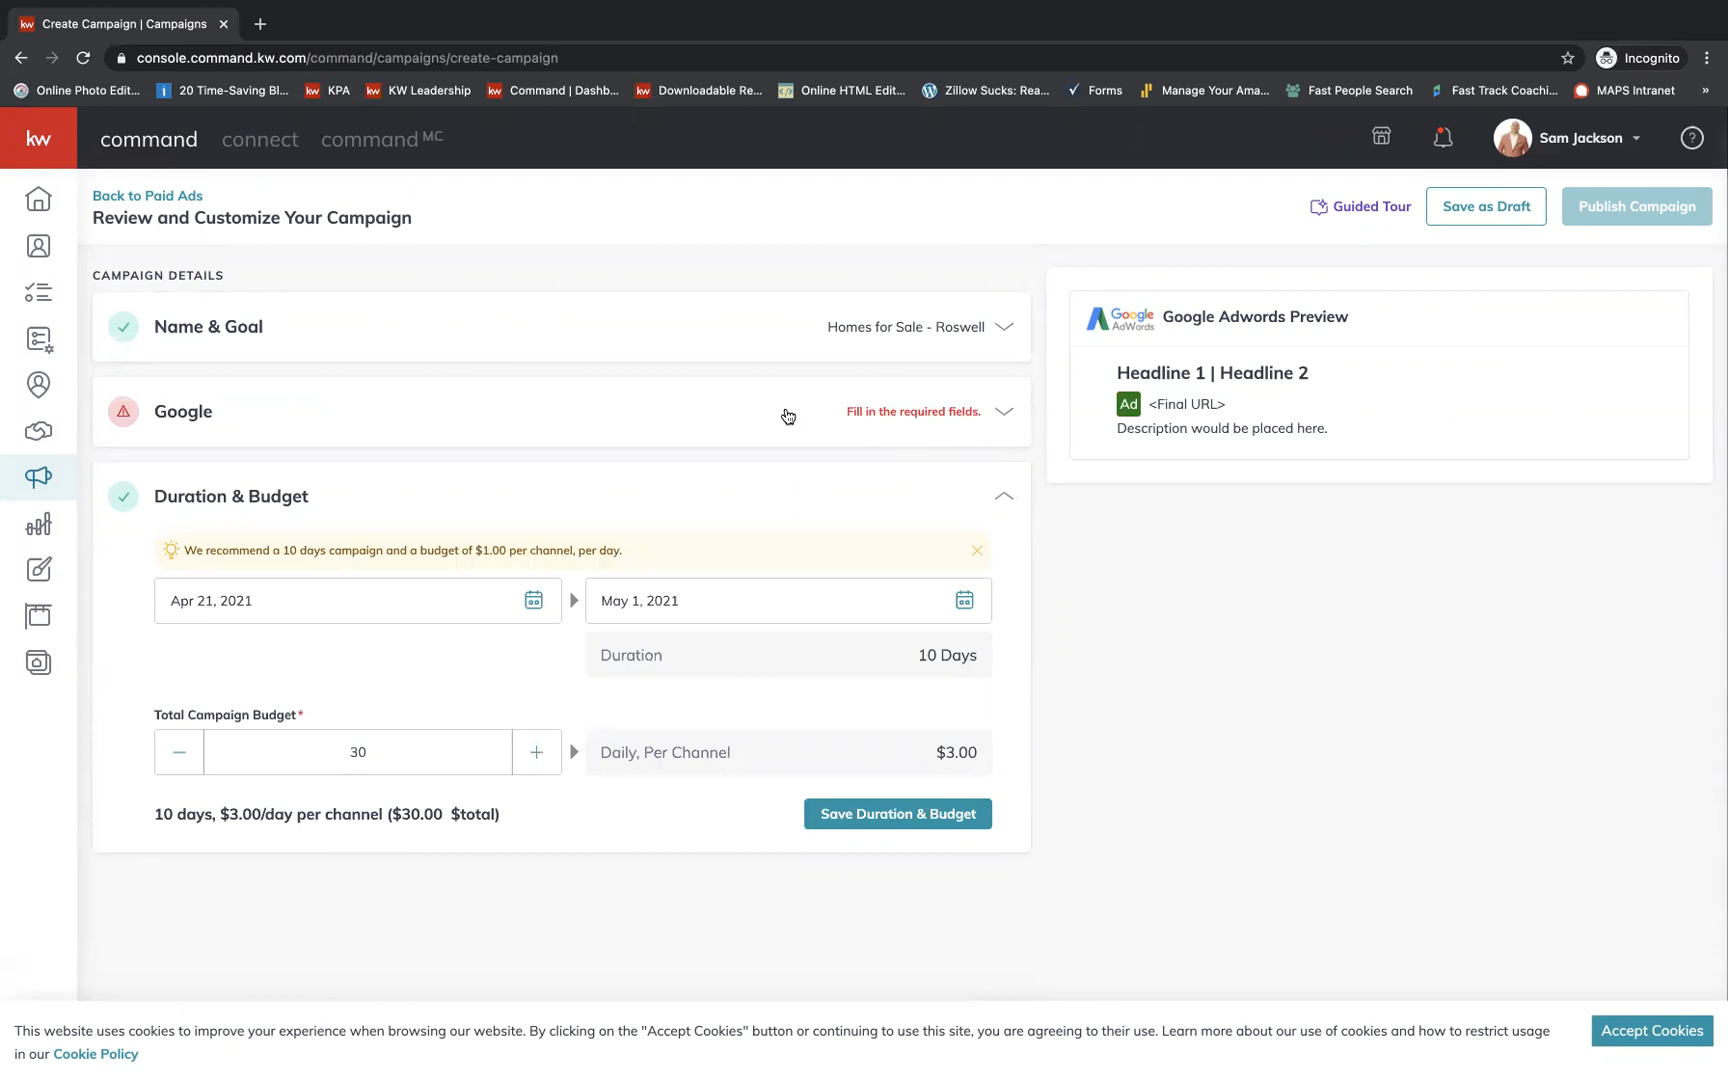 kw Create Campaign | Campaigns
console.command.kw.com/command/campaigns/create-campaign
Incognito
Online Photo Edit...
20 Time-Saving Bl...
kw KPA
kw KW Leadership
kw Command | Dashb...
kw Downloadable Re...
Online HTML Edit...
Zillow Sucks: Rea...
Forms
Manage Your Ama...
Fast People Search
Fast Track Coachi...
MAPS Intranet
»
kw
command
connect
command MC
Sam Jackson
?
Back to Paid Ads
Review and Customize Your Campaign
Guided Tour
Save as Draft
Publish Campaign
CAMPAIGN DETAILS
Name & Goal
Homes for Sale - Roswell
Google
Fill in the required fields.
Duration & Budget
We recommend a 10 days campaign and a budget of $1.00 per channel, per day.
Apr 21, 2021
May 1, 2021
Duration
10 Days
Total Campaign Budget*
30
Daily, Per Channel
$3.00
10 days, $3.00/day per channel ($30.00 $total)
Save Duration & Budget
Google AdWords
Google Adwords Preview
Headline 1 | Headline 2
Ad <Final URL>
Description would be placed here.
This website uses cookies to improve your experience when browsing our website. By clicking on the "Accept Cookies" button or continuing to use this site, you are agreeing to their use. Learn more about our use of cookies and how to restrict usage
in our Cookie Policy
Accept Cookies